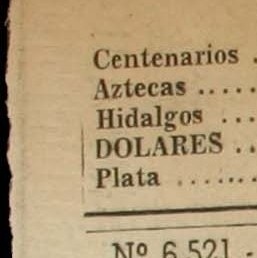 Centenarios .
Aztecas .....
Hidalgos ...
DOLARES ..
Plata .......
Nº 6,521 -